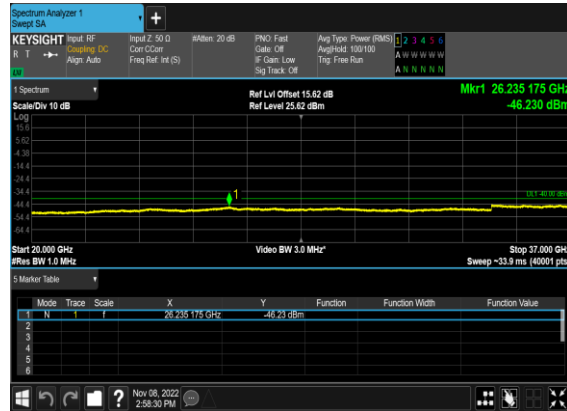 Spectrum Analyzer 1
Swept SA
+
KEYSIGHT Input: RF Input Z: 50 Ω #Atten: 20 dB PNO: Fast Avg Type: Power (RMS) 1 2 3 4 5 6
R T Coupling: DC Corr CCorr Gate: Off Avg|Hold: 100/100 A W W W W W
Align: Auto Freq Ref: Int (S) IF Gain: Low Trig: Free Run
Sig Track: Off A N N N N N
1 Spectrum Ref Lvl Offset 15.62 dB Mkr1 26.235 175 GHz
Scale/Div 10 dB Ref Level 25.62 dBm -46.230 dBm
Log
15.6
5.62
-4.38
-14.4
-24.4
-34.4 1 DL1 -40.00 dBm
-44.4
-54.4
-64.4
Start 20.000 GHz Video BW 3.0 MHz* Stop 37.000 GHz
#Res BW 1.0 MHz Sweep ~33.9 ms (40001 pts)
5 Marker Table
Mode Trace Scale X Y Function Function Width Function Value
1 N 1 f 26.235 175 GHz -46.23 dBm
2
3
4
5
6
? Nov 08, 2022
2:58:30 PM